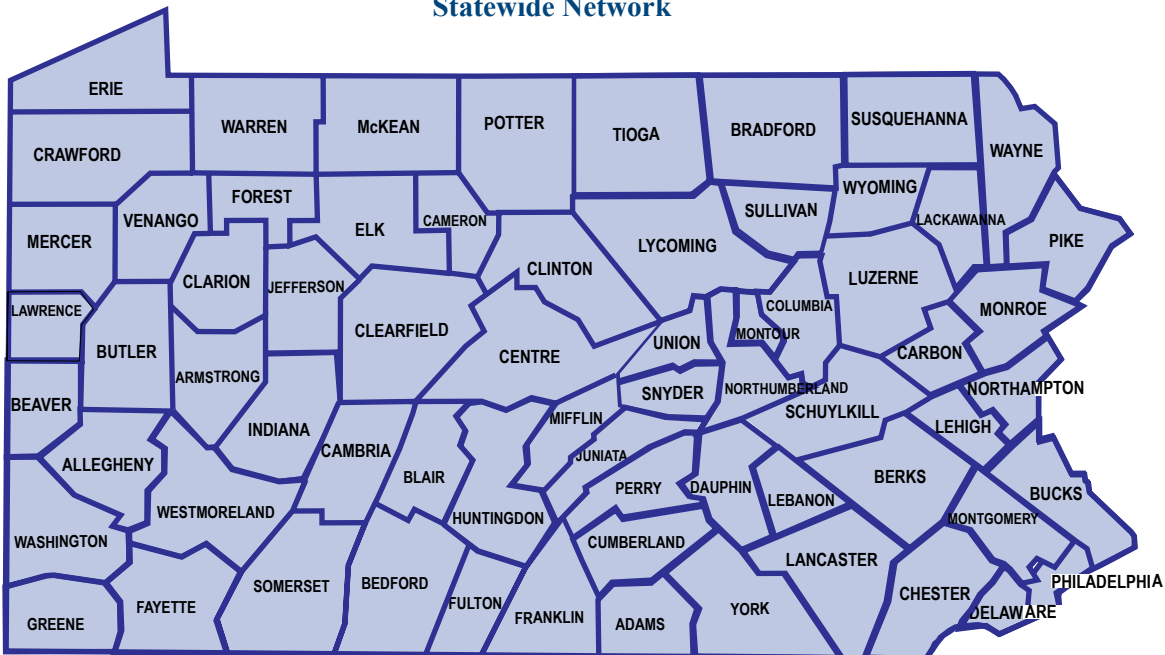 Statewide Network
ERIE
WARREN
McKEAN
POTTER
TIOGA
BRADFORD
SUSQUEHANNA
WAYNE
CRAWFORD
FOREST
WYOMING
VENANGO
CAMERON
SULLIVAN
LACKAWANNA
MERCER
ELK
LYCOMING
PIKE
CLARION
JEFFERSON
CLINTON
LUZERNE
LAWRENCE
COLUMBIA
MONROE
CLEARFIELD
MONTOUR
BUTLER
CENTRE
UNION
CARBON
ARMSTRONG
SNYDER
NORTHUMBERLAND
NORTHAMPTON
BEAVER
MIFFLIN
SCHUYLKILL
INDIANA
LEHIGH
CAMBRIA
JUNIATA
ALLEGHENY
BLAIR
PERRY
DAUPHIN
LEBANON
BERKS
BUCKS
WESTMORELAND
HUNTINGDON
MONTGOMERY
WASHINGTON
CUMBERLAND
LANCASTER
SOMERSET
BEDFORD
PHILADELPHIA
FAYETTE
FULTON
CHESTER
GREENE
FRANKLIN
ADAMS
YORK
DELAWARE